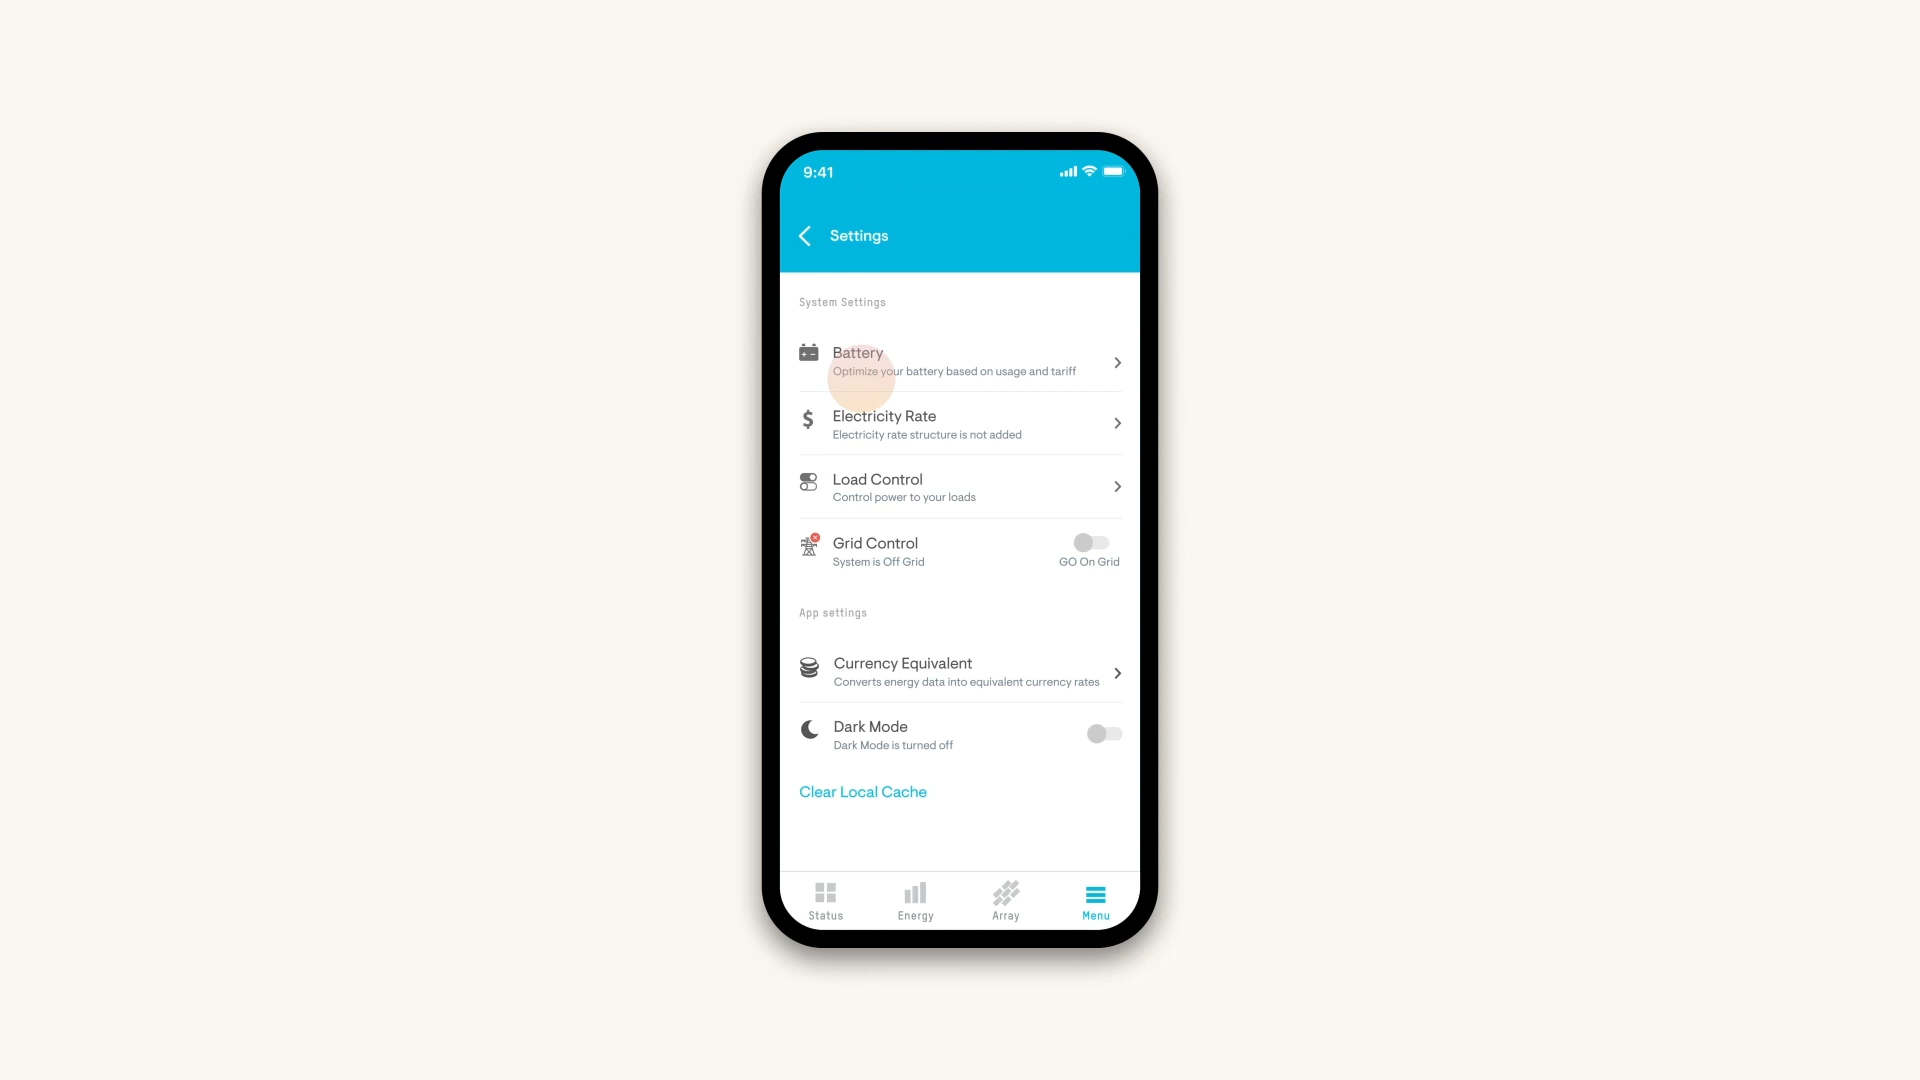 9:41
Settings
System Settings
Battery
Optimize your battery based on usage and tariff
Electricity Rate
Electricity rate structure is not added
Load Control
Control power to your loads
Grid Control
System is Off Grid
GO On Grid
App settings
Currency Equivalent
Converts energy data into equivalent currency rates
Dark Mode
Dark Mode is turned off
Clear Local Cache
Status
Energy
Array
Menu